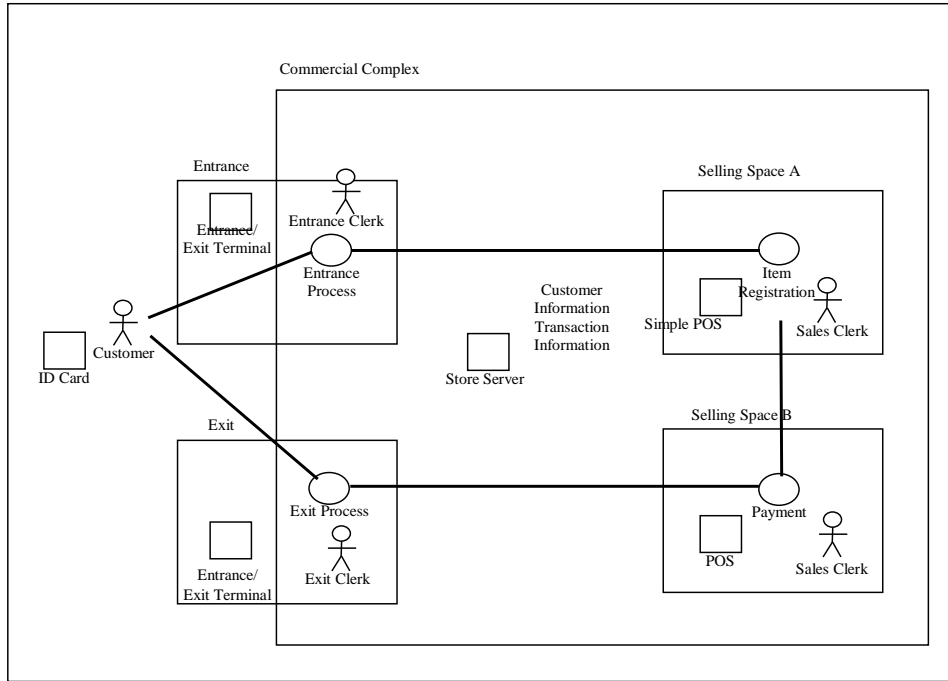 Commercial Complex
Entrance
Entrance Clerk
Entrance/
Exit Terminal
Entrance
Process
Selling Space A
Item
Registration
Simple POS
Sales Clerk
Customer
Information
Transaction
Information
Store Server
Customer
ID Card
Exit
Exit Process
Exit Clerk
Entrance/
Exit Terminal
Selling Space B
Payment
POS
Sales Clerk